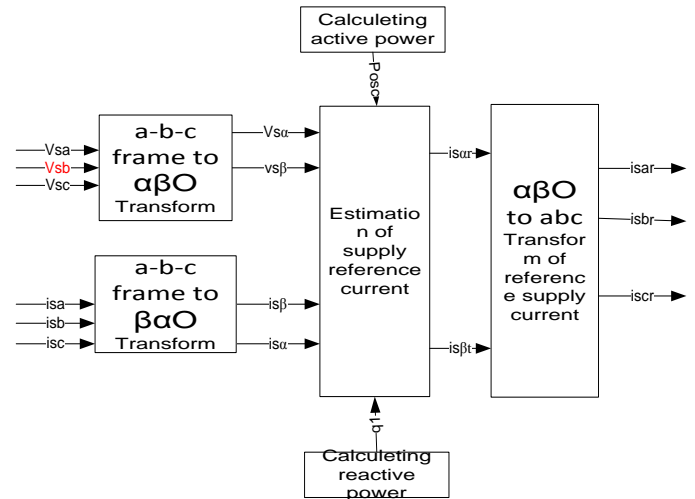 Calculeting
active power
Posc
a-b-c
frame to
αβO
Transform
Vsa
Vsb
Vsc
Vsα
vsβ
Estimatio
n of
supply
reference
current
isαr
isβt
αβO
to abc
Transfor
m of
referenc
e supply
current
isar
isbr
iscr
a-b-c
frame to
βαO
Transform
isa
isb
isc
isβ
isα
q1
Calculeting
reactive
power